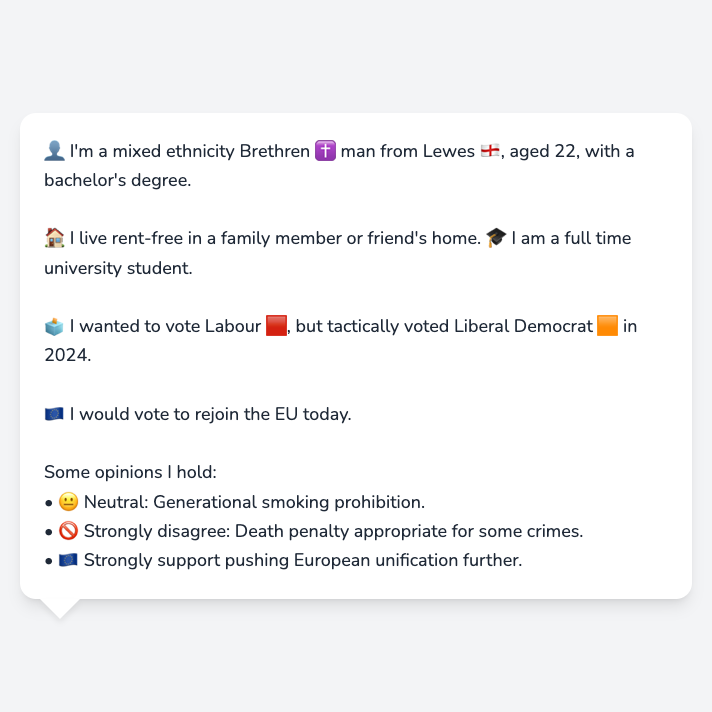 👤 I'm a mixed ethnicity Brethren ✝️ man from Lewes 🏴󠁧󠁢󠁥󠁮󠁧󠁿, aged 22, with a
bachelor's degree.
🏠 I live rent-free in a family member or friend's home. 🎓 I am a full time
university student.
🗳️ I wanted to vote Labour 🟥, but tactically voted Liberal Democrat 🟧 in
2024.
🇪🇺 I would vote to rejoin the EU today.
Some opinions I hold:
• 😐 Neutral: Generational smoking prohibition.
• 🚫 Strongly disagree: Death penalty appropriate for some crimes.
• 🇪🇺 Strongly support pushing European unification further.